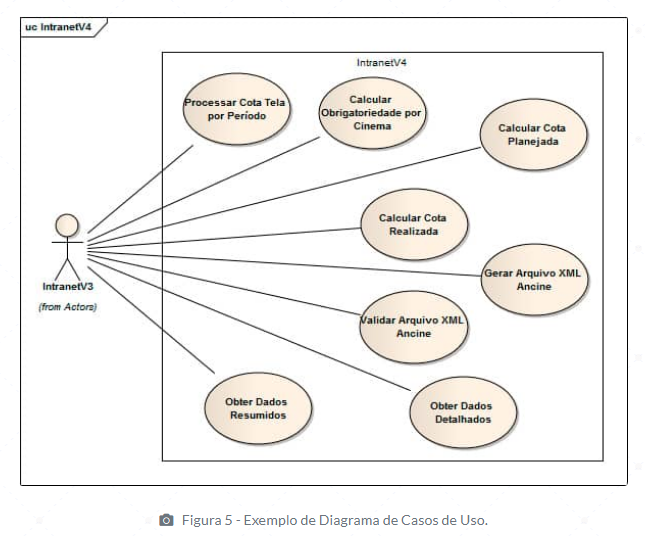 uc IntranetV4
IntranetV4
Processar Cota Tela
por Período
Calcular
Obrigatoriedade por
Cinema
Calcular Cota
Planejada
Calcular Cota
Realizada
IntranetV3
(from Actors)
Gerar Arquivo XML
Ancine
Validar Arquivo XML
Ancine
Obter Dados
Resumidos
Obter Dados
Detalhados
Figura 5 - Exemplo de Diagrama de Casos de Uso.